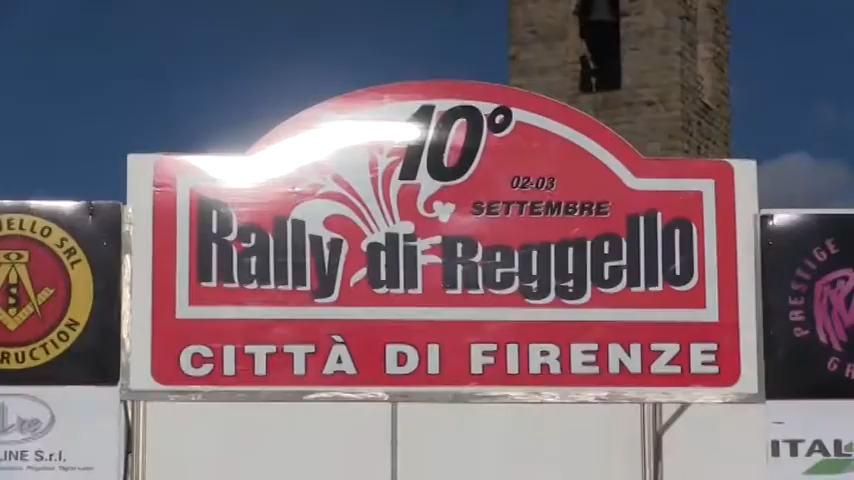 10°
02-03
SETTEMBRE
Rally di Reggello
CITTÀ DI FIRENZE
ELLO SRL
S
RUCTION
LINE S.r.l.
PRESTIGE
ITAL